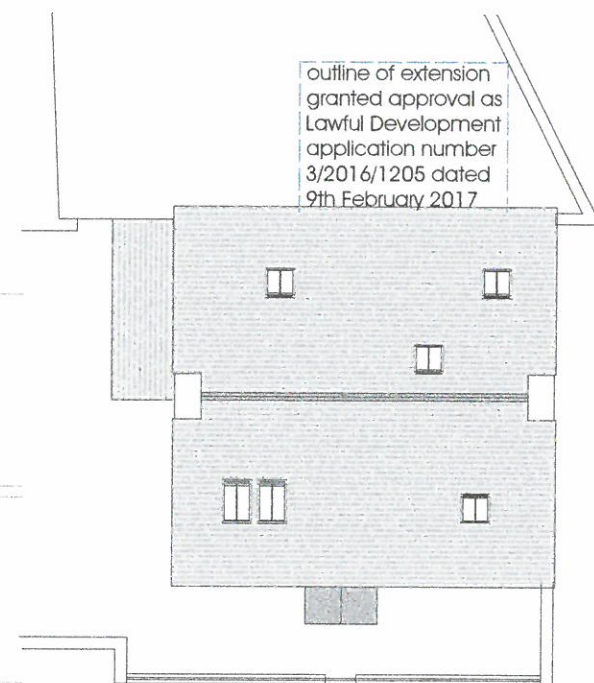 outline of extension
granted approval as
Lawful Development
application number
3/2016/1205 dated
9th February 2017